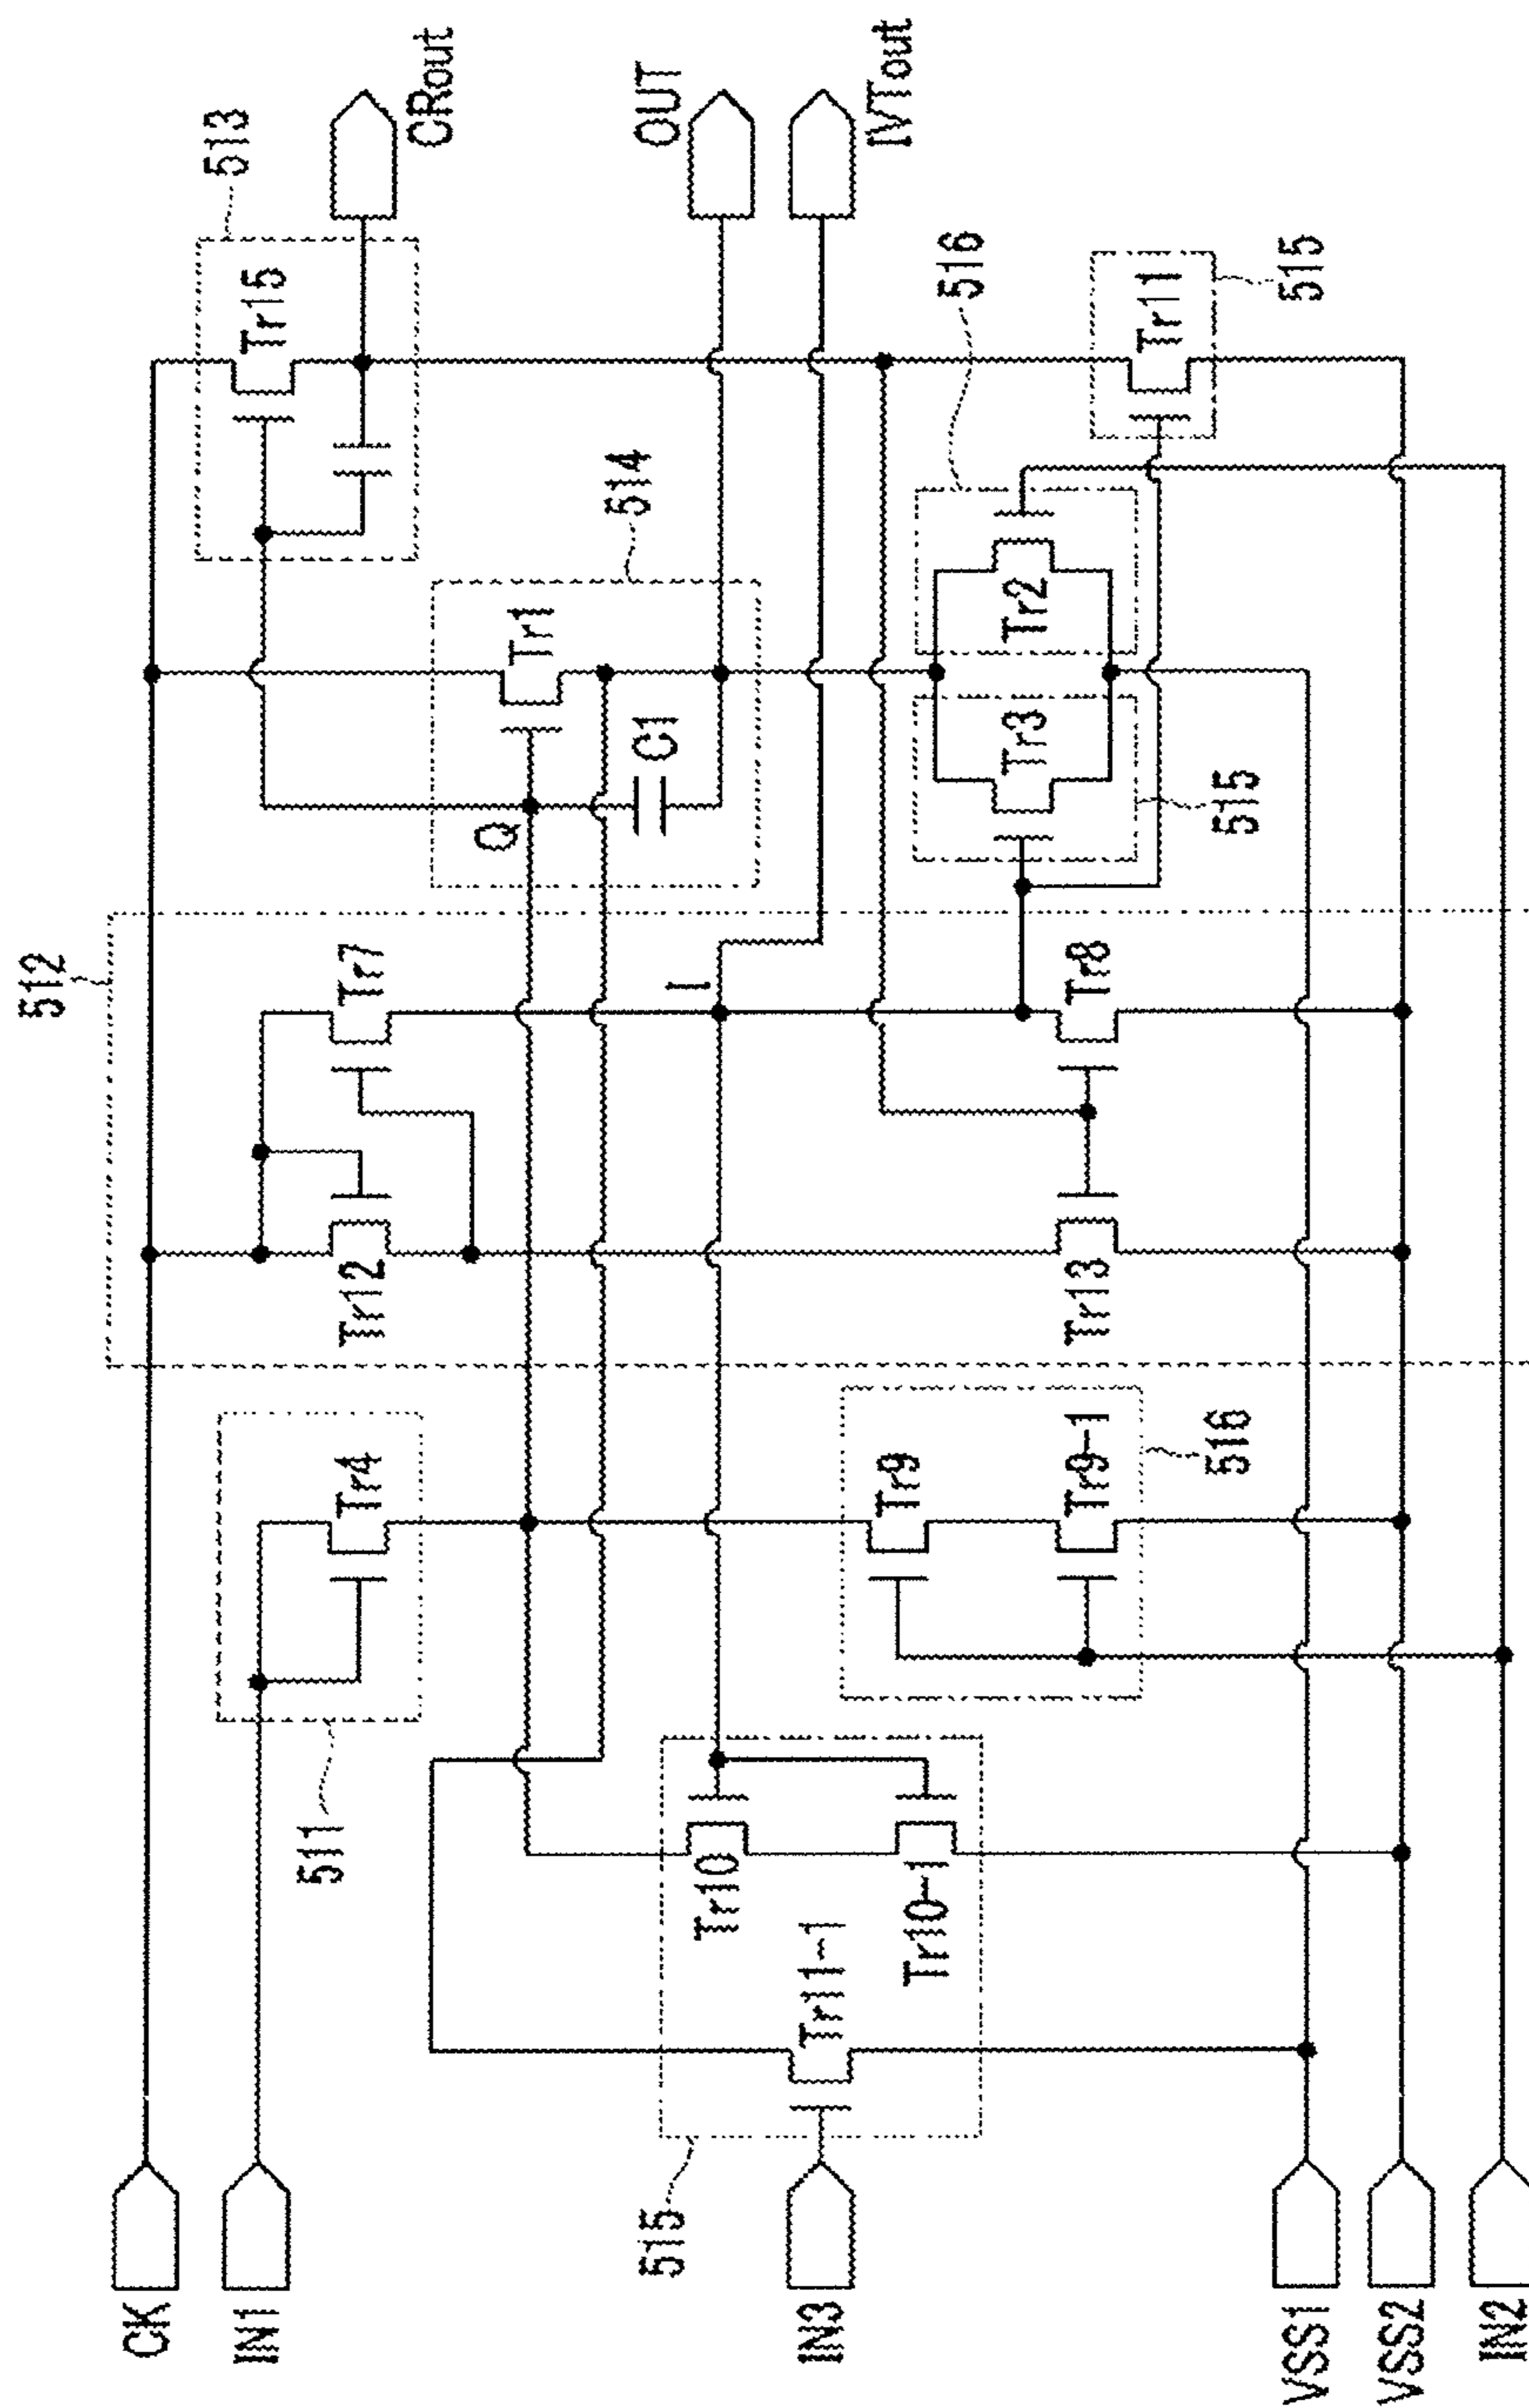 CK
IN1
IN3
VSS1
VSS2
IN2
511
Tr4
515
Tr11-1
Tr10
Tr10-1
516
Tr9
Tr9-1
512
Tr12
Tr7
Tr13
Tr8
I
Q
C1
Tr1
514
513
Tr15
515
Tr3
Tr2
516
Tr11
515
CRout
OUT
IVTout